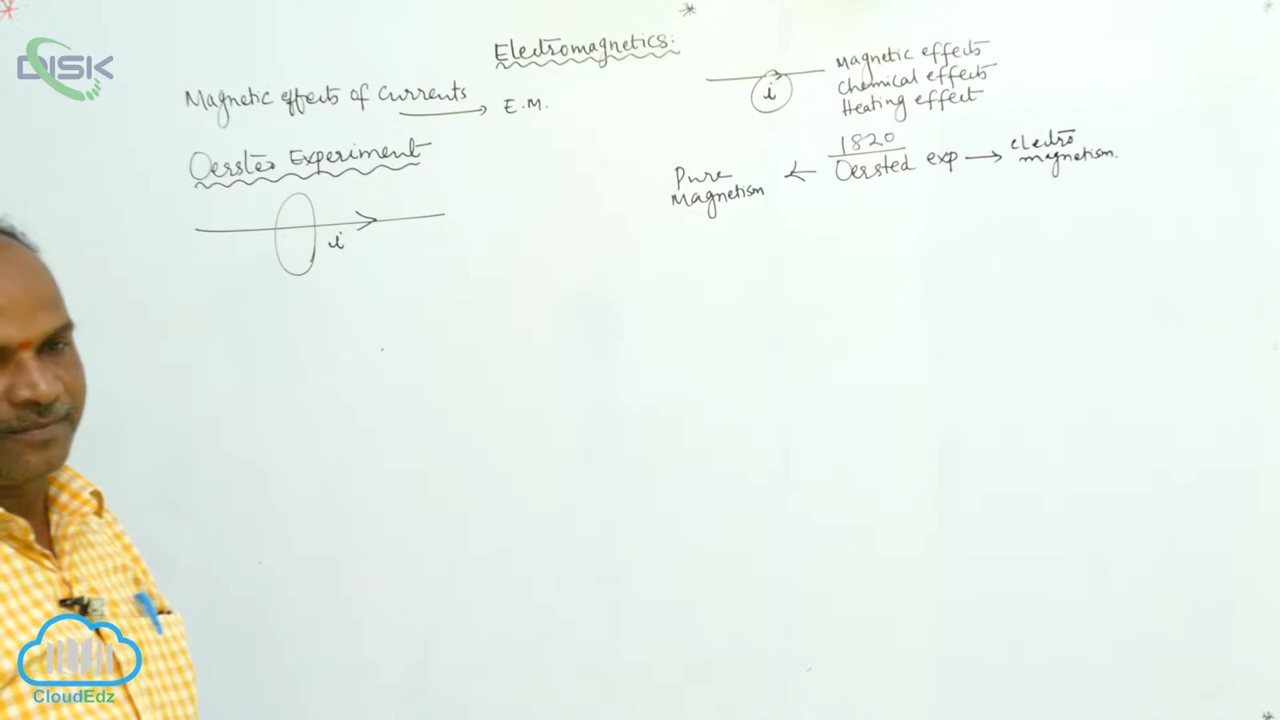 DISK
Electromagnetics:
Magnetic effects of Currents → E.M.
Oersted Experiment
i
i
Magnetic effects
Chemical effects
Heating effect
1820
Pure Magnetism ← Oersted exp → electro magnetism.
CloudEdz